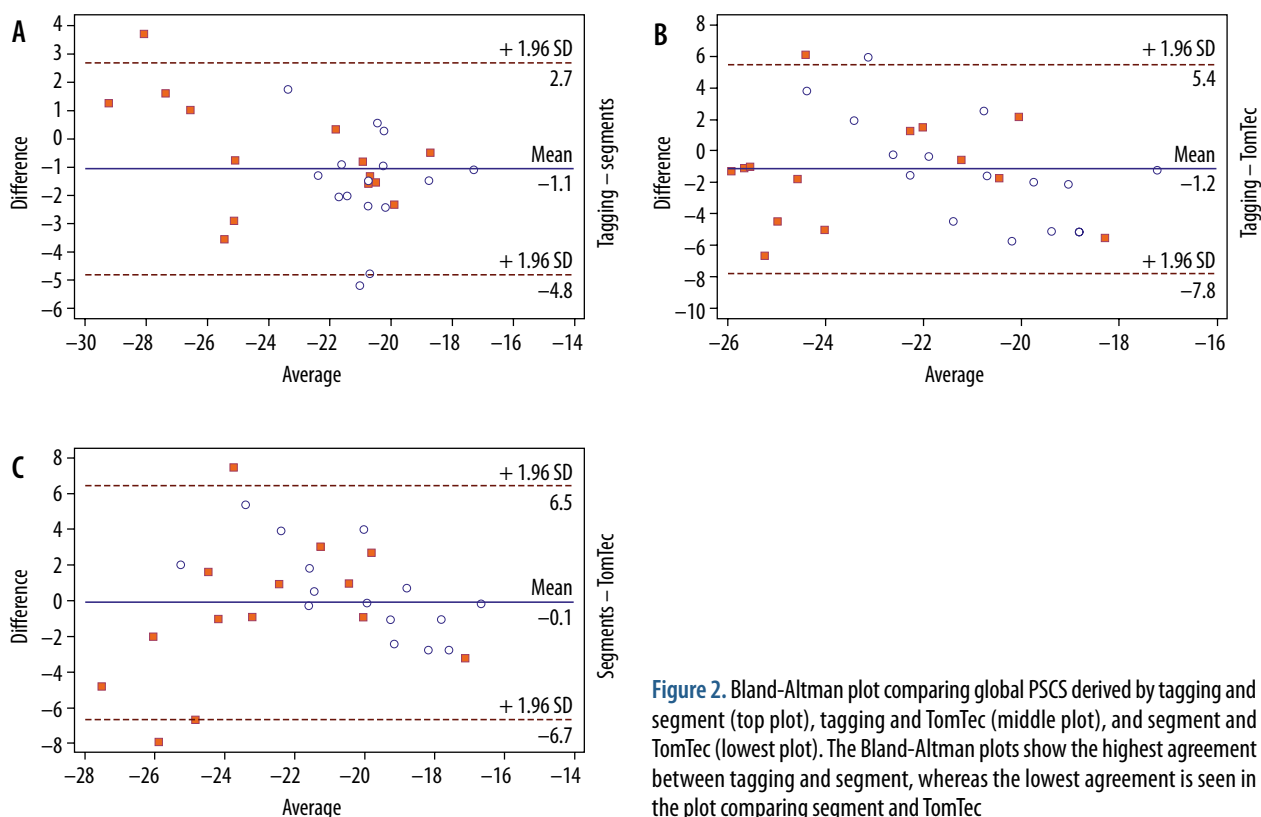 A
4
3
2
1
0
−1
−2
−3
−4
−5
−6
Difference
+ 1.96 SD
2.7
Mean
−1.1
+ 1.96 SD
−4.8
Tagging – segments
−30 −28 −26 −24 −22 −20 −18 −16 −14
Average
B
8
6
4
2
0
−2
−4
−6
−8
−10
Difference
+ 1.96 SD
5.4
Mean
−1.2
+ 1.96 SD
−7.8
Tagging – TomTec
−26 −24 −22 −20 −18 −16
Average
C
8
6
4
2
0
−2
−4
−6
−8
Difference
+ 1.96 SD
6.5
Mean
−0.1
+ 1.96 SD
−6.7
Segments – TomTec
−28 −26 −24 −22 −20 −18 −16 −14
Average
Figure 2. Bland-Altman plot comparing global PSCS derived by tagging and
segment (top plot), tagging and TomTec (middle plot), and segment and
TomTec (lowest plot). The Bland-Altman plots show the highest agreement
between tagging and segment, whereas the lowest agreement is seen in
the plot comparing segment and TomTec